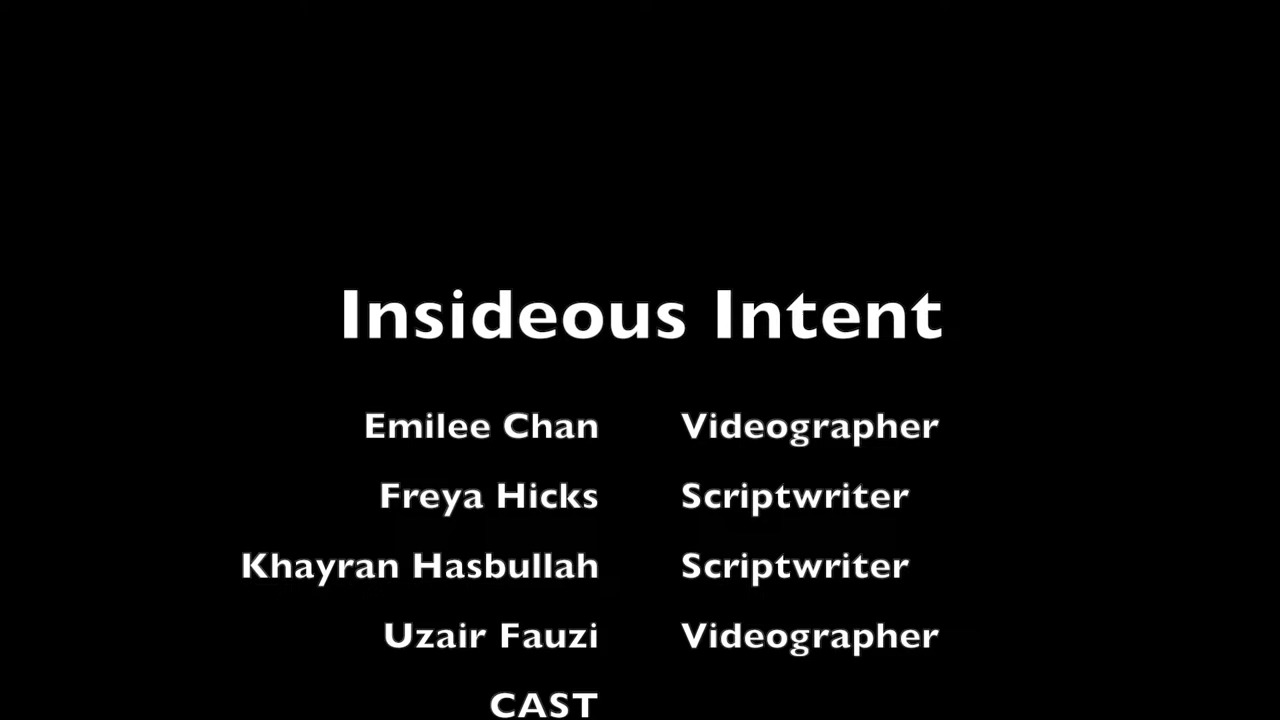 Insideous Intent
Emilee Chan Videographer
Freya Hicks Scriptwriter
Khayran Hasbullah Scriptwriter
Uzair Fauzi Videographer
CAST